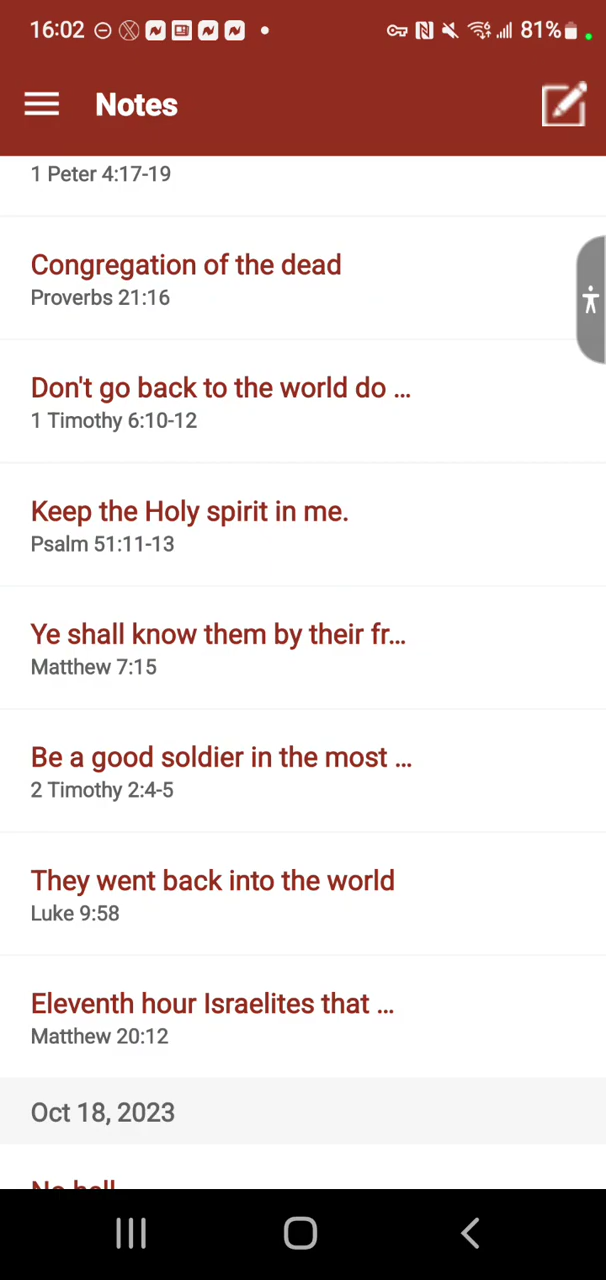 16:02 81%
Notes
1 Peter 4:17-19
Congregation of the dead
Proverbs 21:16
Don't go back to the world do ...
1 Timothy 6:10-12
Keep the Holy spirit in me.
Psalm 51:11-13
Ye shall know them by their fr...
Matthew 7:15
Be a good soldier in the most ...
2 Timothy 2:4-5
They went back into the world
Luke 9:58
Eleventh hour Israelites that ...
Matthew 20:12
Oct 18, 2023
No hell